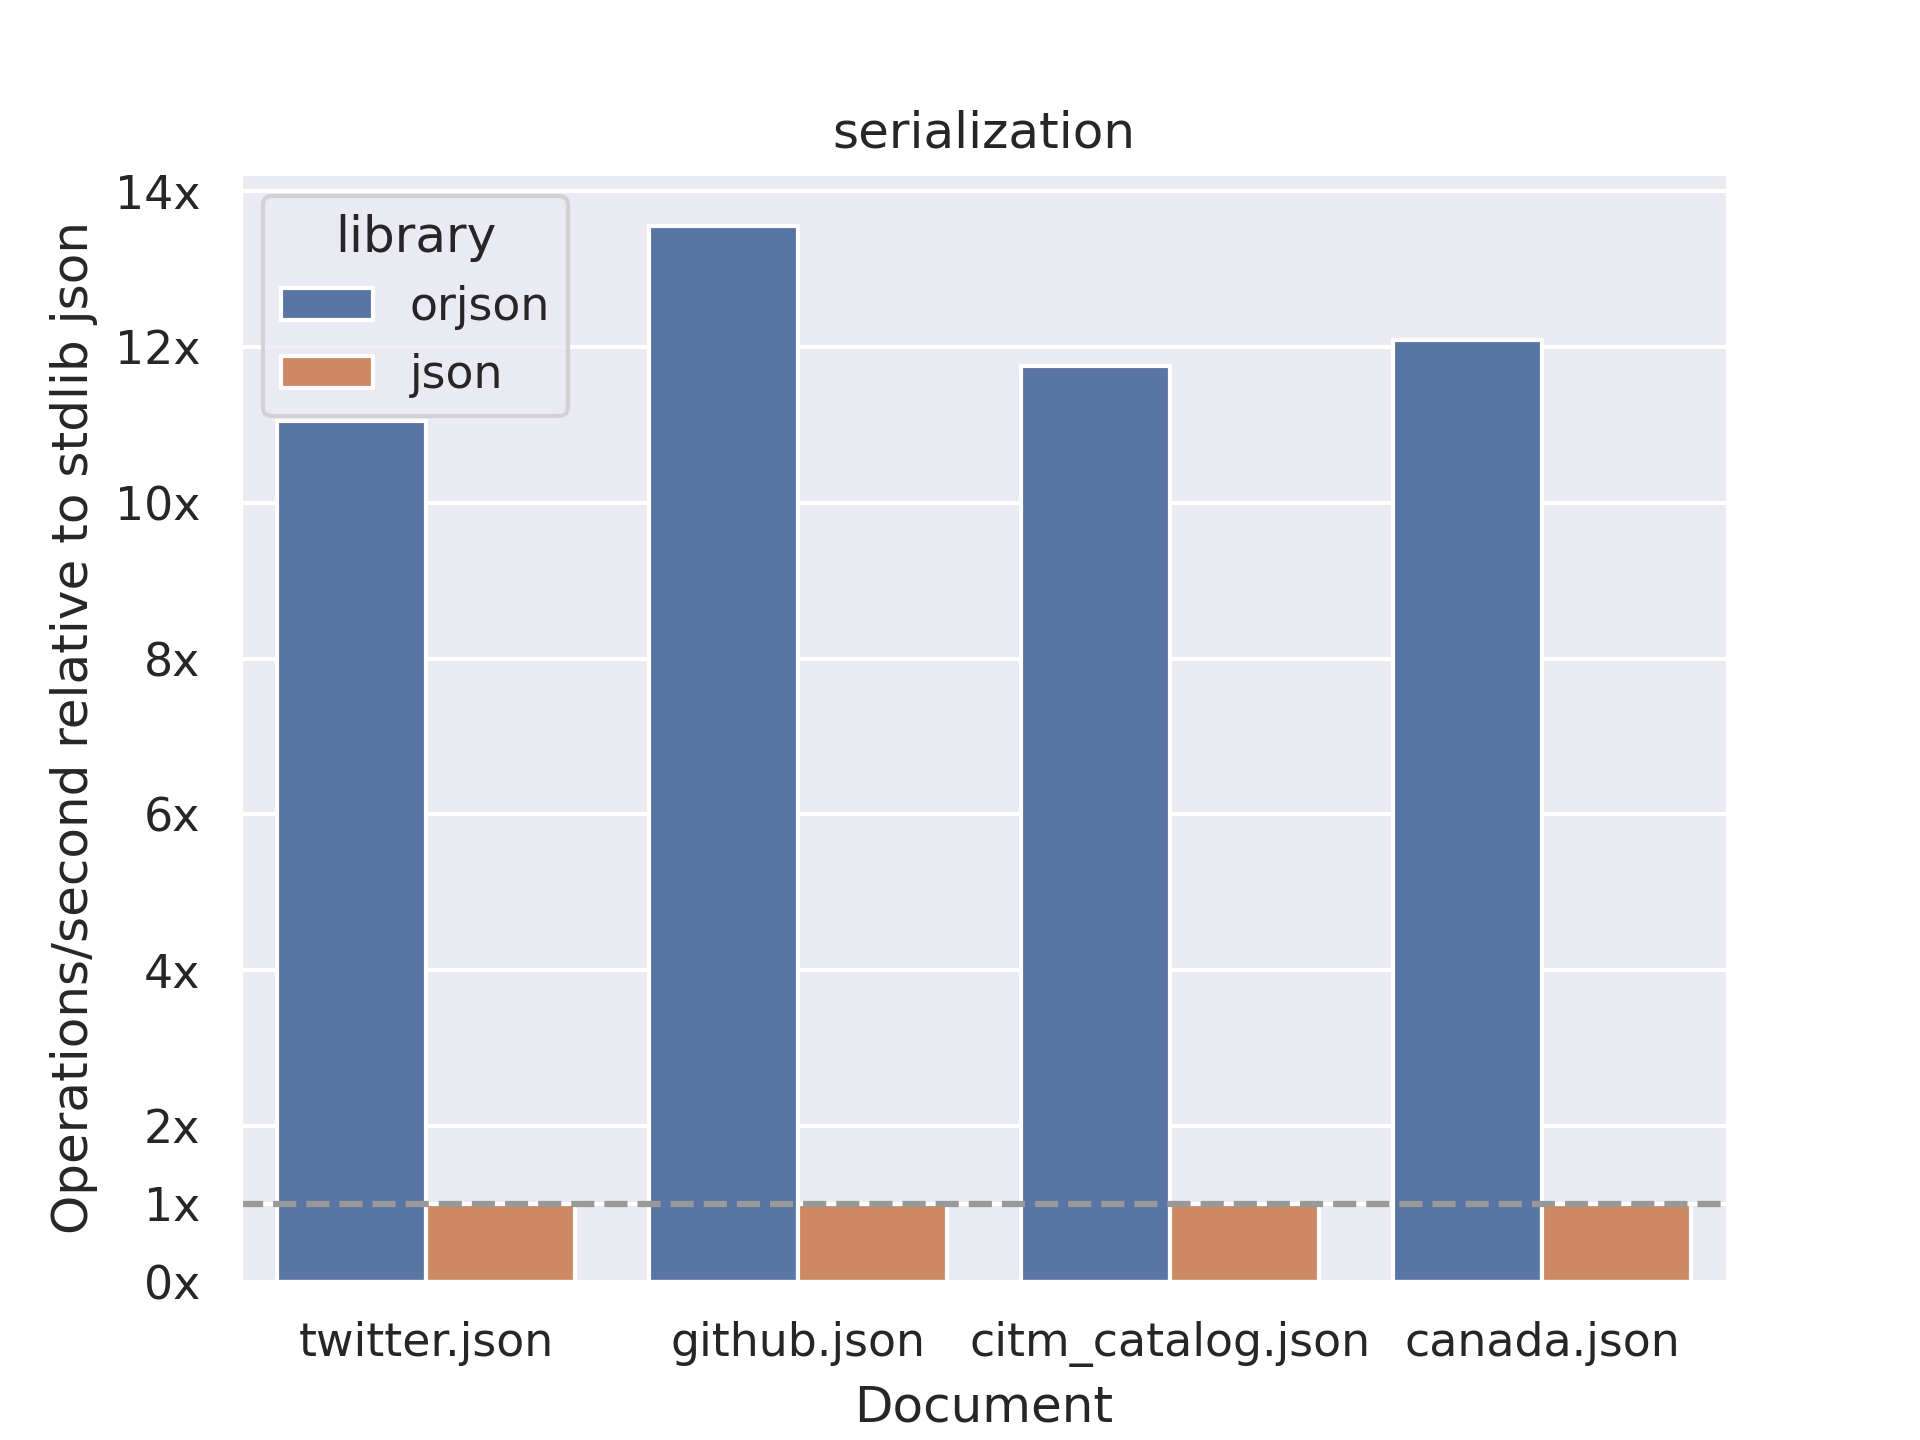 serialization
Operations/second relative to stdlib json
14x
12x
10x
8x
6x
4x
2x
1x
0x
library
orjson
json
twitter.json
github.json
citm_catalog.json
canada.json
Document